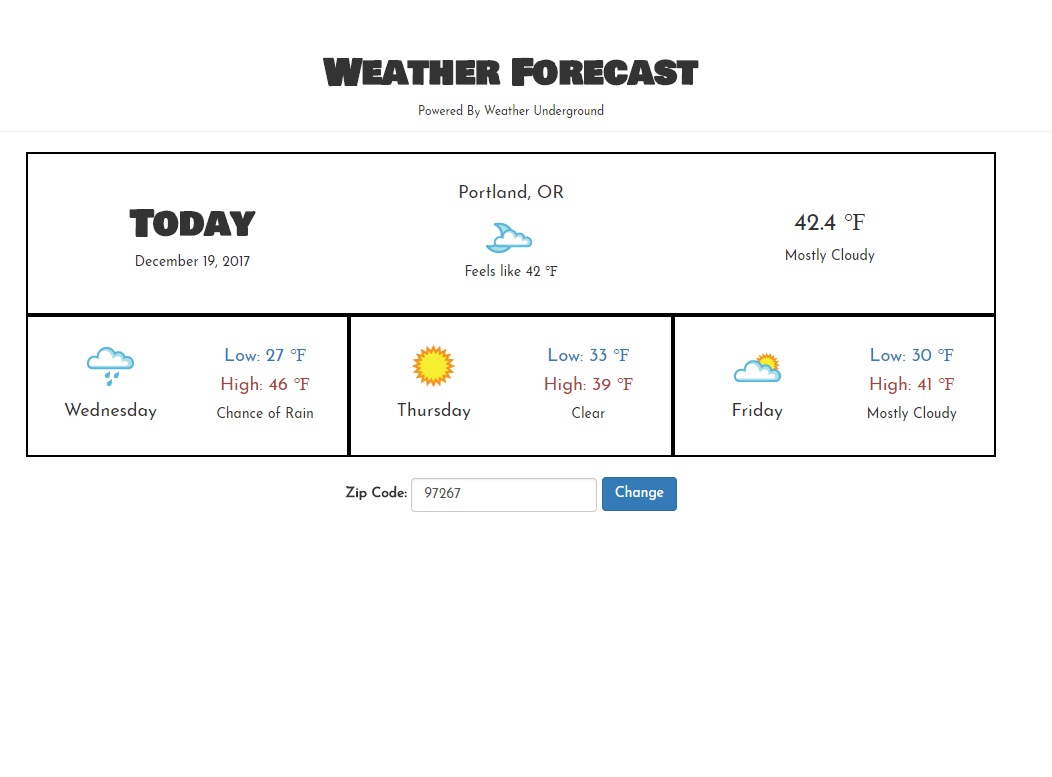 Weather Forecast
Powered By Weather Underground
Today
December 19, 2017
Portland, OR
Feels like 42 °F
42.4 °F
Mostly Cloudy
Wednesday
Low: 27 °F
High: 46 °F
Chance of Rain
Thursday
Low: 33 °F
High: 39 °F
Clear
Friday
Low: 30 °F
High: 41 °F
Mostly Cloudy
Zip Code: 97267 Change